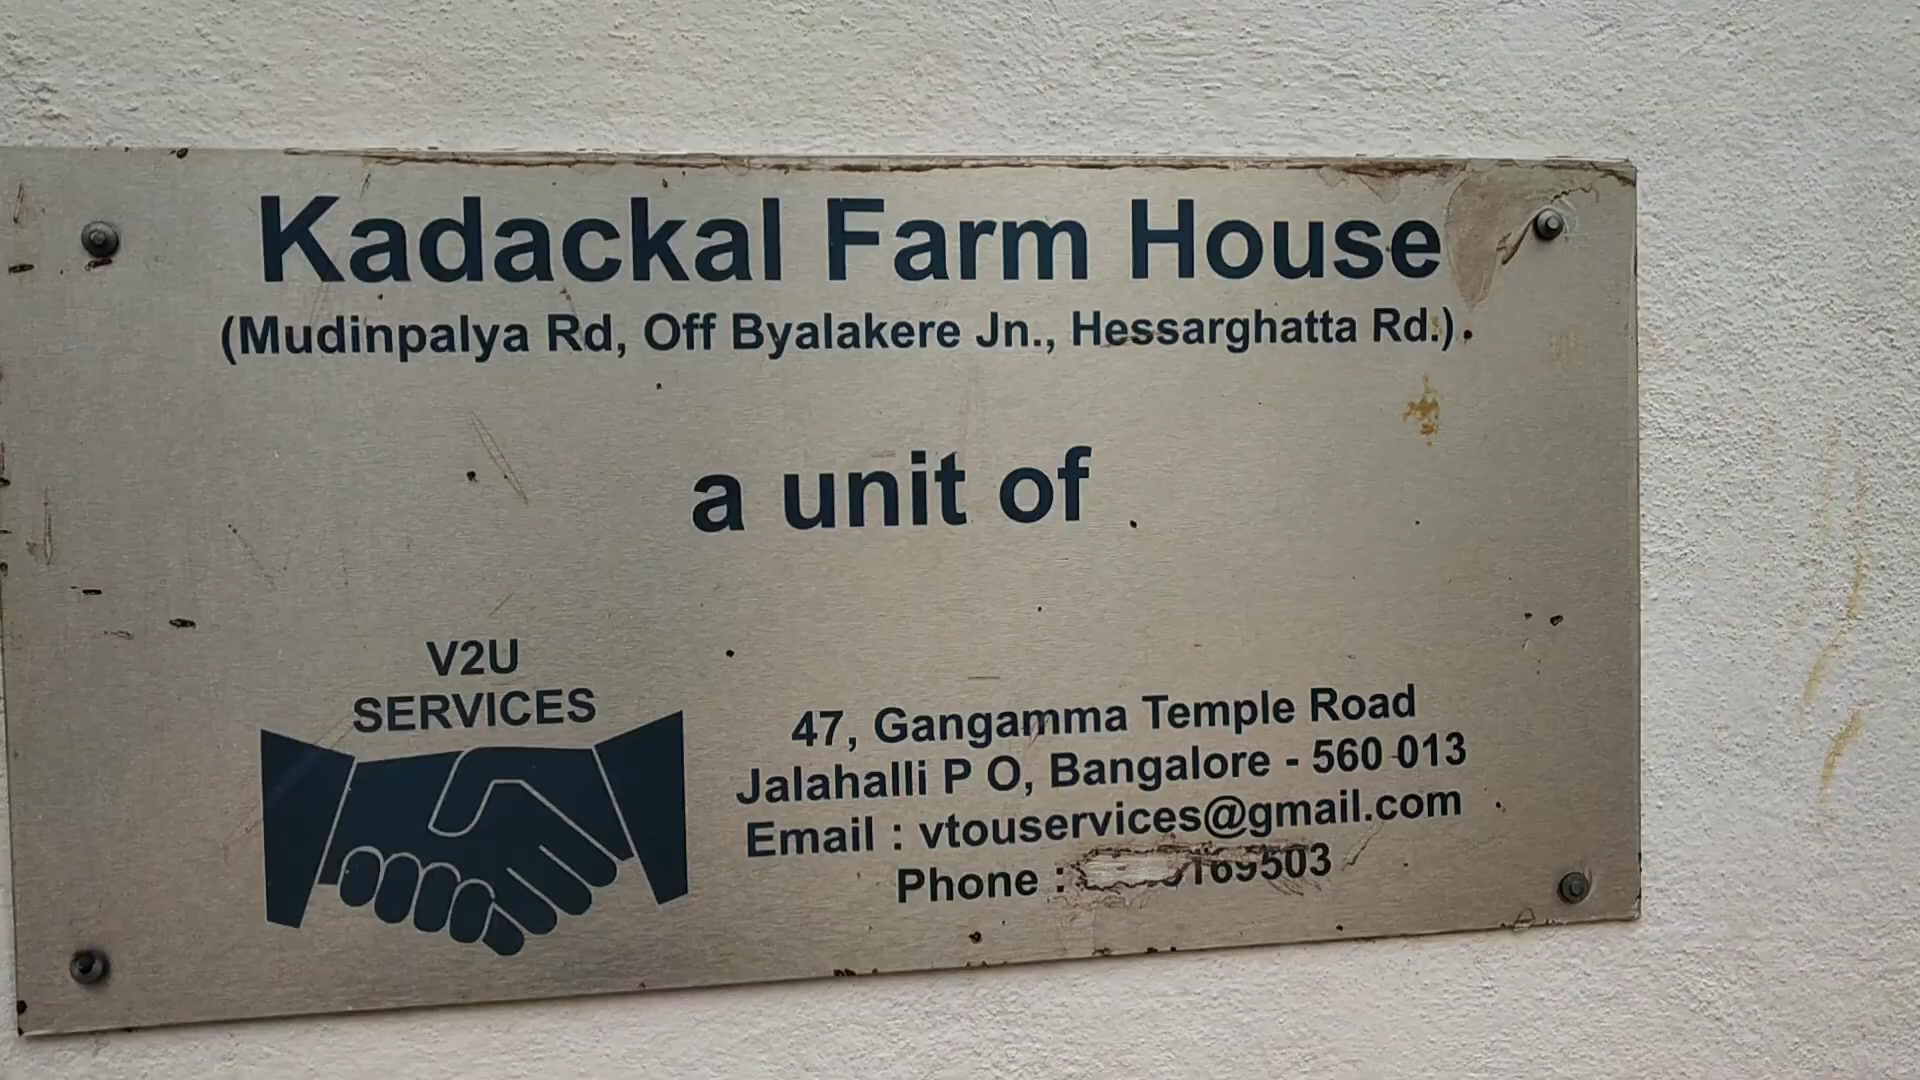 Kadackal Farm House
(Mudinpalya Rd, Off Byalakere Jn., Hessarghatta Rd.).
a unit of
V2U
SERVICES
47, Gangamma Temple Road
Jalahalli P O, Bangalore - 560 013
Email : vtouservices@gmail.com
Phone :